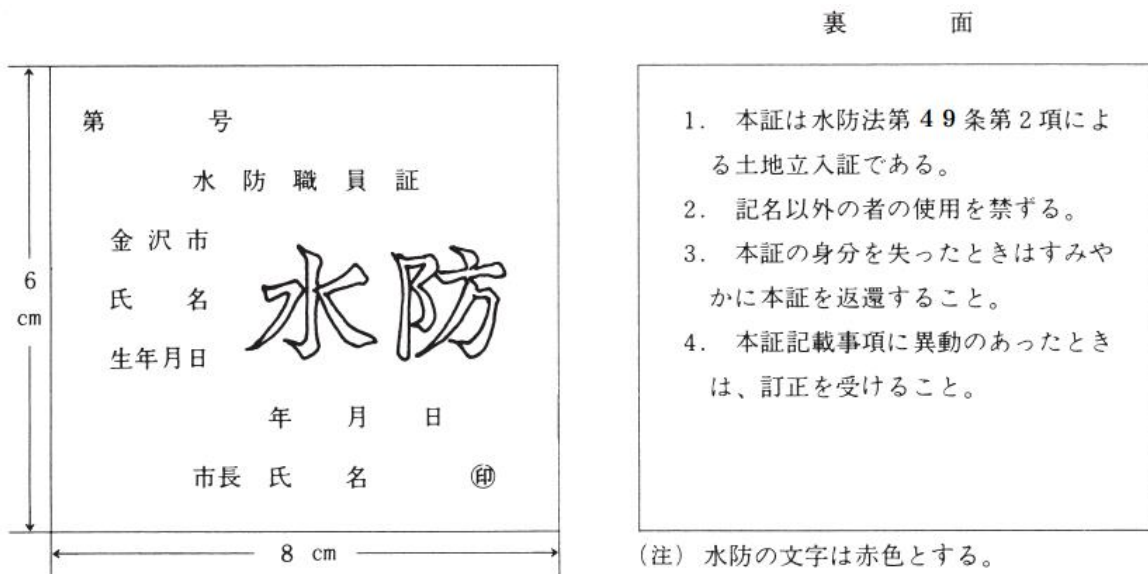 第 号
水防職員証
金沢市
氏 名
生年月日
水防
年 月 日
市長 氏 名 ㊞
6
cm
8 cm
裏 面
1. 本証は水防法第49条第2項によ
る土地立入証である。
2. 記名以外の者の使用を禁ずる。
3. 本証の身分を失ったときはすみや
かに本証を返還すること。
4. 本証記載事項に異動のあったとき
は、訂正を受けること。
(注) 水防の文字は赤色とする。